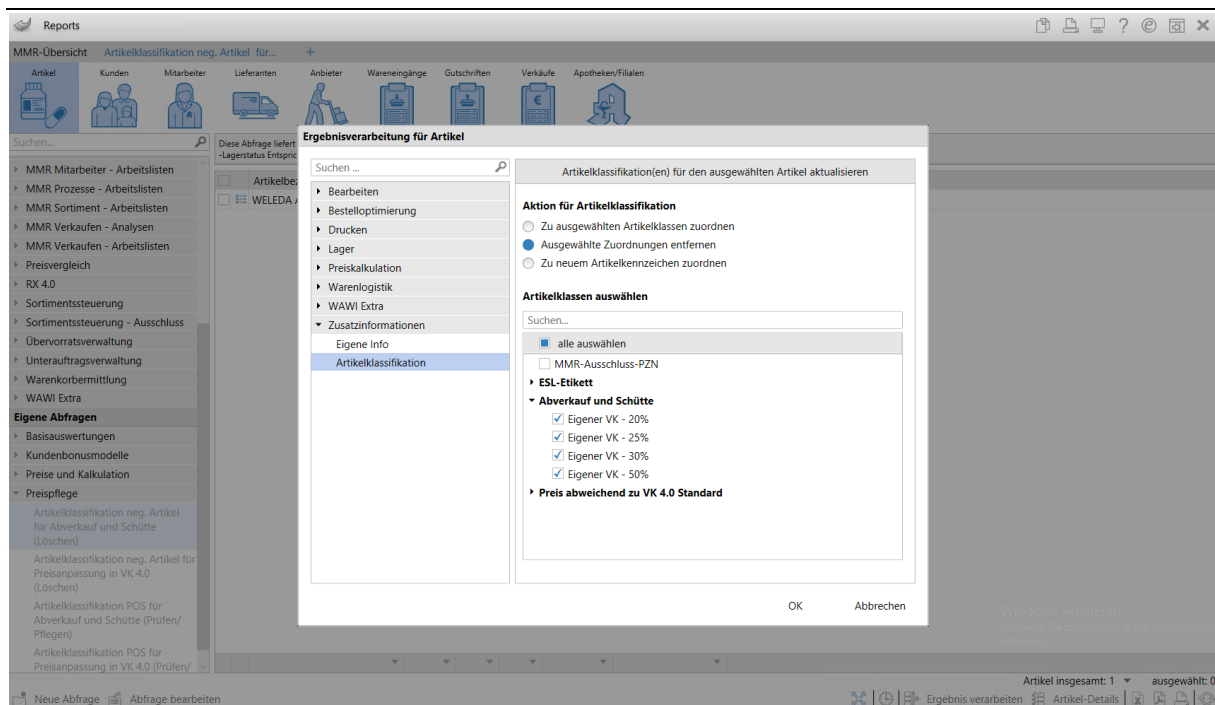 Reports
MMR-Übersicht Artikelklassifikation neg. Artikel für... +
Artikel Kunden Mitarbeiter Lieferanten Anbieter Wareneingänge Gutschriften Verkäufe Apotheken/Filialen
Suchen...
Diese Abfrage liefert
-Lagerstatus Entspric
MMR Mitarbeiter - Arbeitslisten
MMR Prozesse - Arbeitslisten
MMR Sortiment - Arbeitslisten
MMR Verkaufen - Analysen
MMR Verkaufen - Arbeitslisten
Preisvergleich
RX 4.0
Sortimentssteuerung
Sortimentssteuerung - Ausschluss
Übervorratsverwaltung
Unterauftragsverwaltung
Warenkorbermittlung
WAWI Extra
Eigene Abfragen
Basisauswertungen
Kundenbonusmodelle
Preise und Kalkulation
Preispflege
Artikelklassifikation neg. Artikel
für Abverkauf und Schütte
(Löschen)
Artikelklassifikation neg. Artikel für
Preisanpassung in VK 4.0
(Löschen)
Artikelklassifikation POS für
Abverkauf und Schütte (Prüfen/
Pflegen)
Artikelklassifikation POS für
Preisanpassung in VK 4.0 (Prüfen/
Artikelbez
WELEDA
Ergebnisverarbeitung für Artikel
Suchen ...
Bearbeiten
Bestelloptimierung
Drucken
Lager
Preiskalkulation
Warenlogistik
WAWI Extra
Zusatzinformationen
Eigene Info
Artikelklassifikation
Artikelklassifikation(en) für den ausgewählten Artikel aktualisieren
Aktion für Artikelklassifikation
Zu ausgewählten Artikelklassen zuordnen
Ausgewählte Zuordnungen entfernen
Zu neuem Artikelkennzeichen zuordnen
Artikelklassen auswählen
Suchen...
alle auswählen
MMR-Ausschluss-PZN
ESL-Etikett
Abverkauf und Schütte
Eigener VK - 20%
Eigener VK - 25%
Eigener VK - 30%
Eigener VK - 50%
Preis abweichend zu VK 4.0 Standard
OK Abbrechen
Windows aktivieren
Artikel insgesamt: 1 ausgewählt: 0
Neue Abfrage Abfrage bearbeiten Ergebnis verarbeiten Artikel-Details